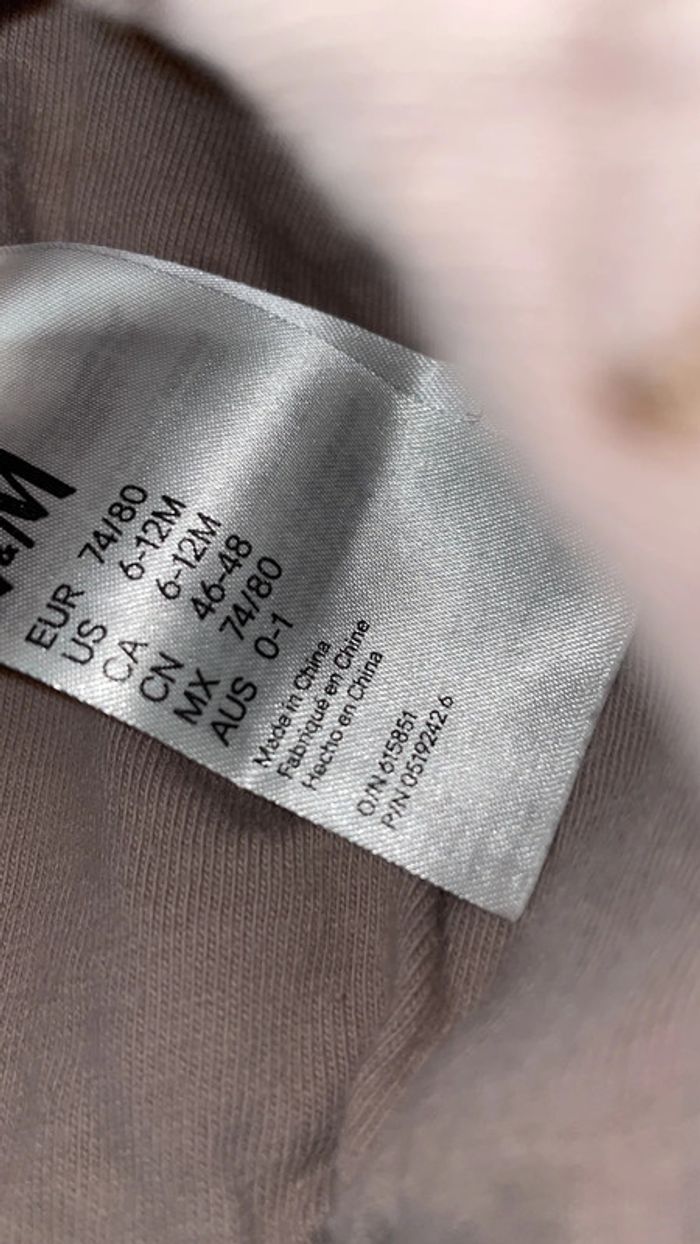 &M
EUR 74/80
US 6-12M
CA 6-12M
CN 46-48
MX 74/80
AUS 0-1
Made in China
Fabriqué en Chine
Hecho en China
O/N 615851
P/N 0519242 6